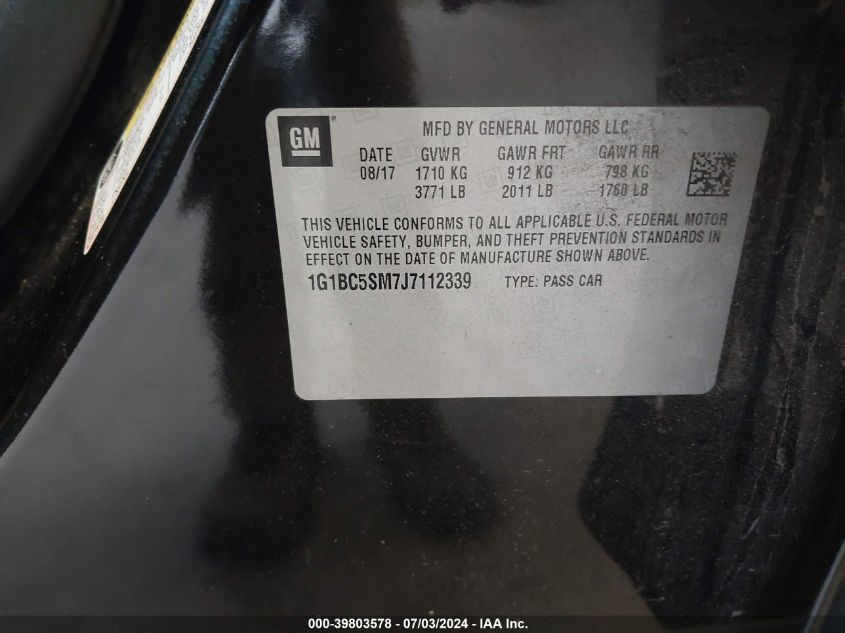 GM
MFD BY GENERAL MOTORS LLC
DATE GVWR GAWR FRT GAWR RR
08/17 1710 KG 912 KG 798 KG
3771 LB 2011 LB 1760 LB
THIS VEHICLE CONFORMS TO ALL APPLICABLE U.S. FEDERAL MOTOR
VEHICLE SAFETY, BUMPER, AND THEFT PREVENTION STANDARDS IN
EFFECT ON THE DATE OF MANUFACTURE SHOWN ABOVE.
1G1BC5SM7J7112339 TYPE: PASS CAR
000-39803578 / 07/03/2024 / IAA Inc.